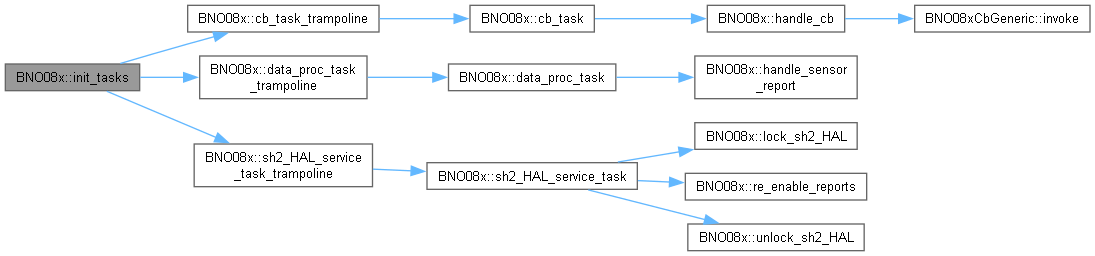 BNO08x::init_tasks
BNO08x::cb_task_trampoline
BNO08x::cb_task
BNO08x::handle_cb
BNO08xCbGeneric::invoke
BNO08x::data_proc_task
_trampoline
BNO08x::data_proc_task
BNO08x::handle_sensor
_report
BNO08x::sh2_HAL_service
_task_trampoline
BNO08x::sh2_HAL_service_task
BNO08x::lock_sh2_HAL
BNO08x::re_enable_reports
BNO08x::unlock_sh2_HAL